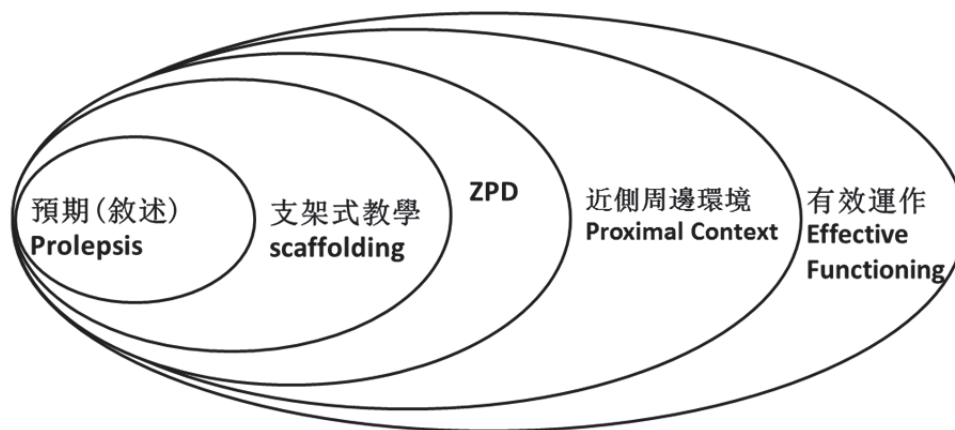 預期(敘述)
Prolepsis
支架式教學
scaffolding
ZPD
近側周邊環境
Proximal Context
有效運作
Effective
Functioning